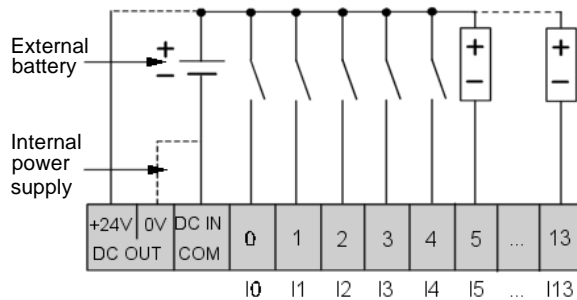 External
battery
+
−
+
−
+
−
Internal
power
supply
+24V 0V DC IN
DC OUT COM
0 1 2 3 4 5 ... 13
I0 I1 I2 I3 I4 I5 ... I13